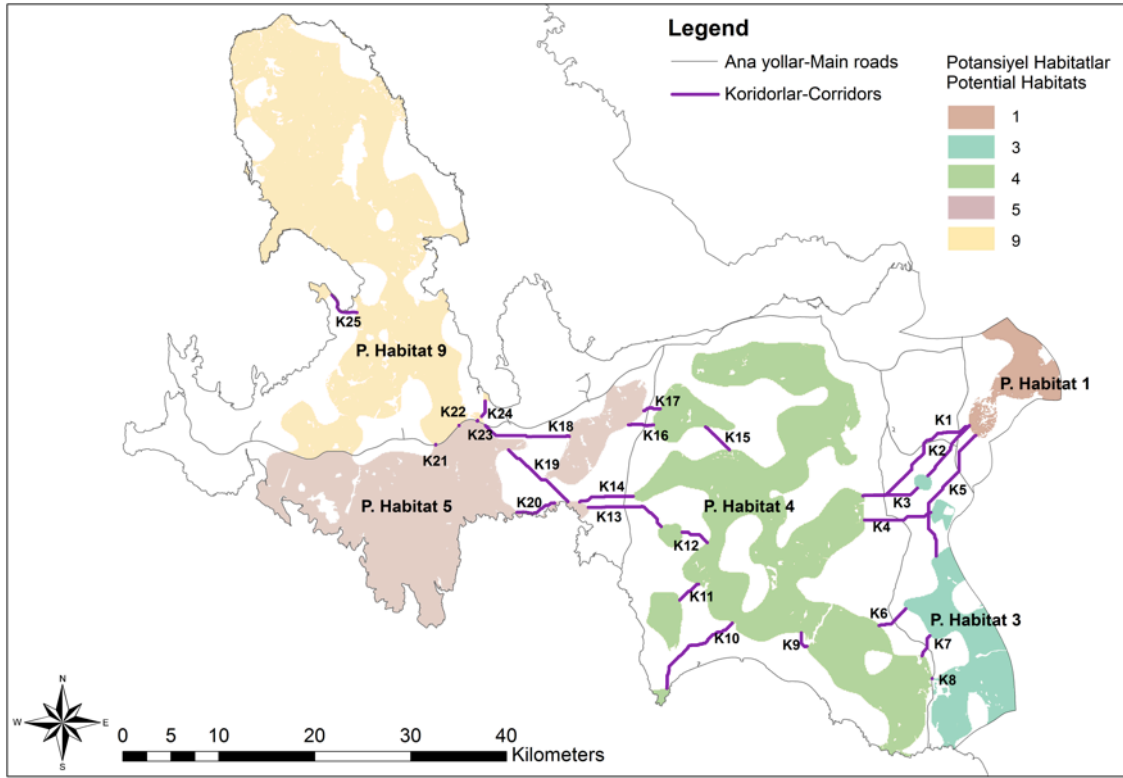 Legend
Ana yollar-Main roads
Koridorlar-Corridors
Potansiyel Habitatlar
Potential Habitats
1
3
4
5
9
K25
P. Habitat 9
K22
K24
K23
K21
K18
K17
K16
K15
K19
K14
K13
K20
K12
K11
K10
K9
P. Habitat 5
P. Habitat 4
P. Habitat 1
K1
K2
K3
K5
K4
K6
P. Habitat 3
K7
K8
N
W
E
S
0 5 10 20 30 40
Kilometers